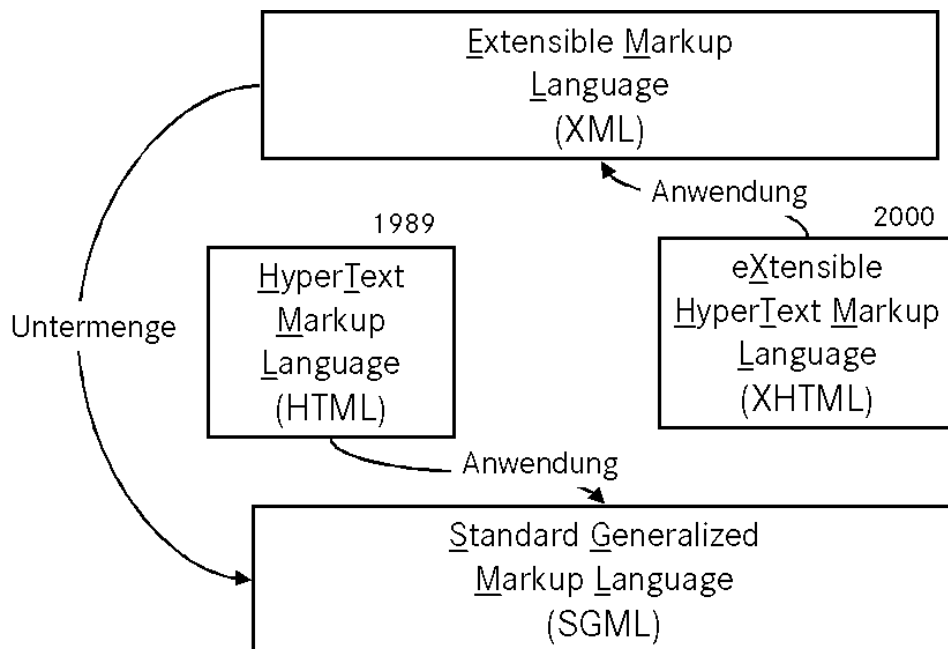 Extensible Markup
Language
(XML)
Anwendung
1989
2000
HyperText
Markup
Language
(HTML)
eXtensible
HyperText Markup
Language
(XHTML)
Untermenge
Anwendung
Standard Generalized
Markup Language
(SGML)